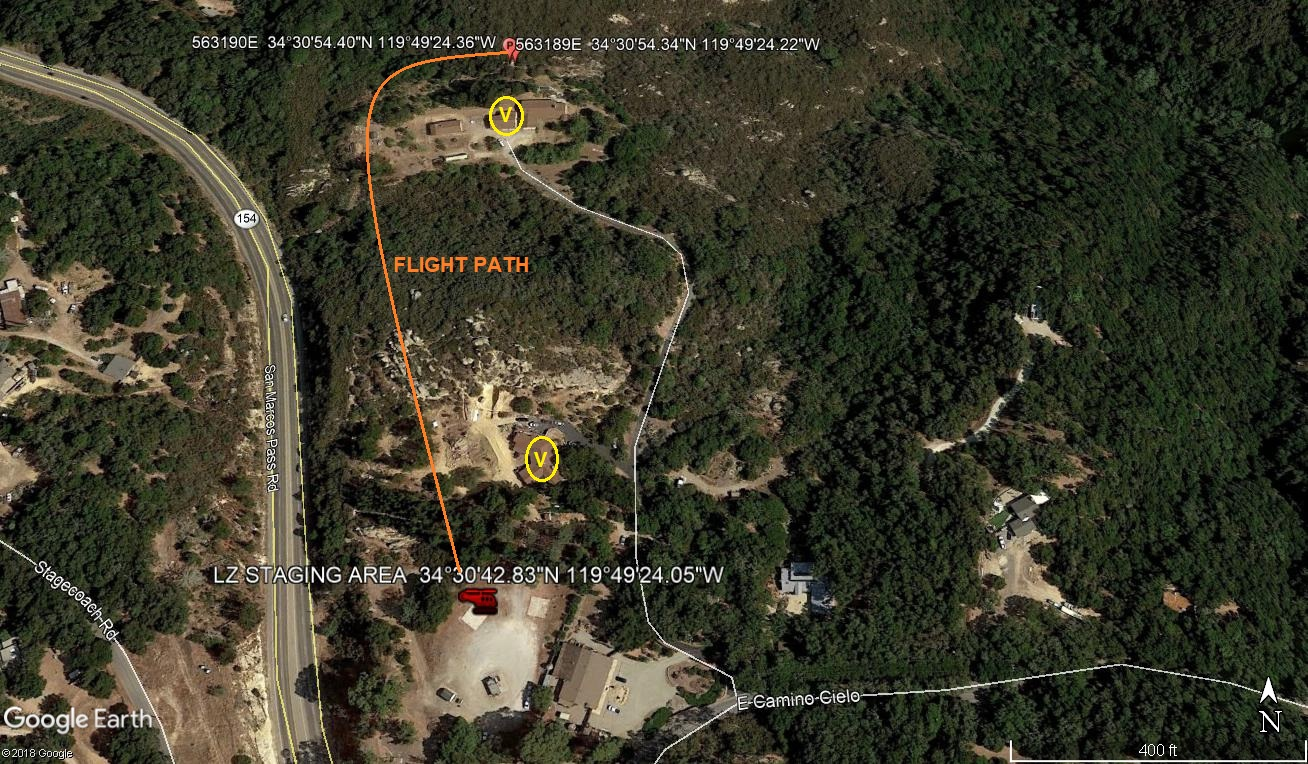 563190E  34°30'54.40"N 119°49'24.36"W
P
563189E  34°30'54.34"N 119°49'24.22"W
V
154
FLIGHT PATH
San Marcos Pass Rd
V
LZ STAGING AREA  34°30'42.83"N 119°49'24.05"W
Stagecoach Rd
E Camino Cielo
Google Earth
N
©2018 Google
400 ft